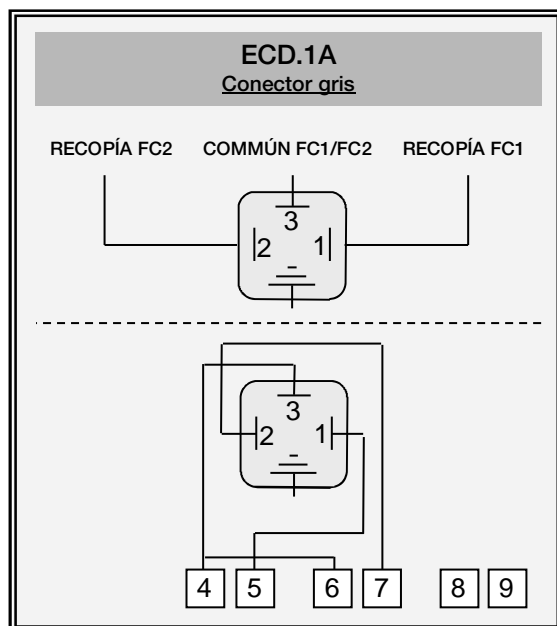 ECD.1A
Conector gris
RECOPÍA FC2 COMMÚN FC1/FC2 RECOPÍA FC1
3
2 1
3
2 1
4 5 6 7 8 9